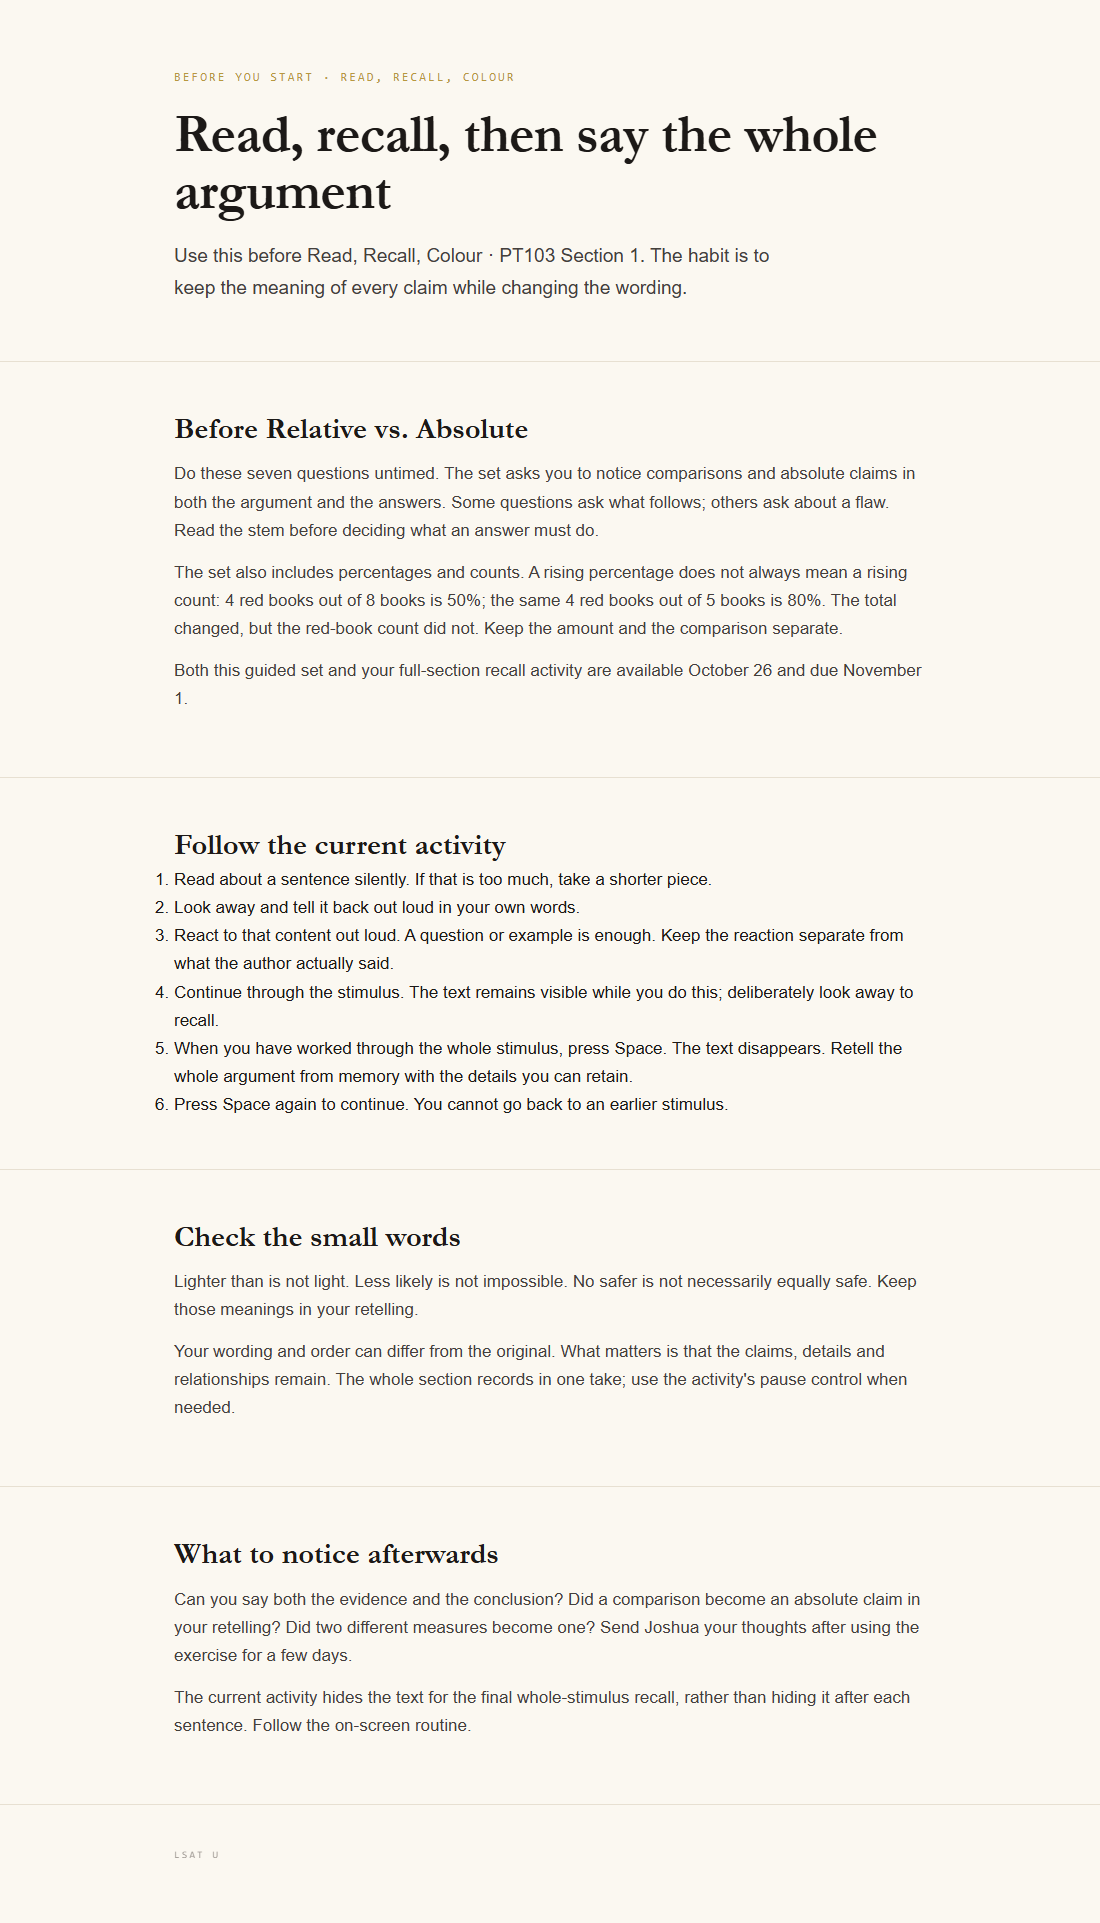 BEFORE YOU START · READ, RECALL, COLOUR
Read, recall, then say the whole
argument
Use this before Read, Recall, Colour · PT103 Section 1. The habit is to
keep the meaning of every claim while changing the wording.
Before Relative vs. Absolute
Do these seven questions untimed. The set asks you to notice comparisons and absolute claims in
both the argument and the answers. Some questions ask what follows; others ask about a flaw.
Read the stem before deciding what an answer must do.
The set also includes percentages and counts. A rising percentage does not always mean a rising
count: 4 red books out of 8 books is 50%; the same 4 red books out of 5 books is 80%. The total
changed, but the red-book count did not. Keep the amount and the comparison separate.
Both this guided set and your full-section recall activity are available October 26 and due November
1.
Follow the current activity
1. Read about a sentence silently. If that is too much, take a shorter piece.
2. Look away and tell it back out loud in your own words.
3. React to that content out loud. A question or example is enough. Keep the reaction separate from
what the author actually said.
4. Continue through the stimulus. The text remains visible while you do this; deliberately look away to
recall.
5. When you have worked through the whole stimulus, press Space. The text disappears. Retell the
whole argument from memory with the details you can retain.
6. Press Space again to continue. You cannot go back to an earlier stimulus.
Check the small words
Lighter than is not light. Less likely is not impossible. No safer is not necessarily equally safe. Keep
those meanings in your retelling.
Your wording and order can differ from the original. What matters is that the claims, details and
relationships remain. The whole section records in one take; use the activity's pause control when
needed.
What to notice afterwards
Can you say both the evidence and the conclusion? Did a comparison become an absolute claim in
your retelling? Did two different measures become one? Send Joshua your thoughts after using the
exercise for a few days.
The current activity hides the text for the final whole-stimulus recall, rather than hiding it after each
sentence. Follow the on-screen routine.
LSAT U